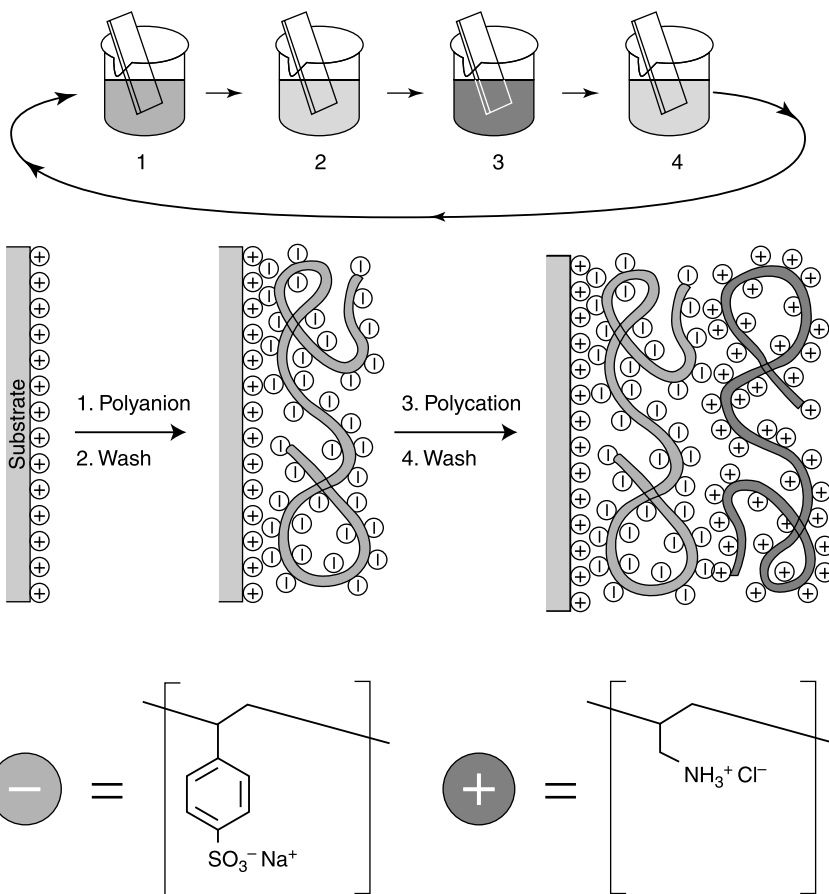 1 2 3 4
Substrate
1. Polyanion
2. Wash
3. Polycation
4. Wash
− = SO₃⁻ Na⁺
+ = NH₃⁺ Cl⁻